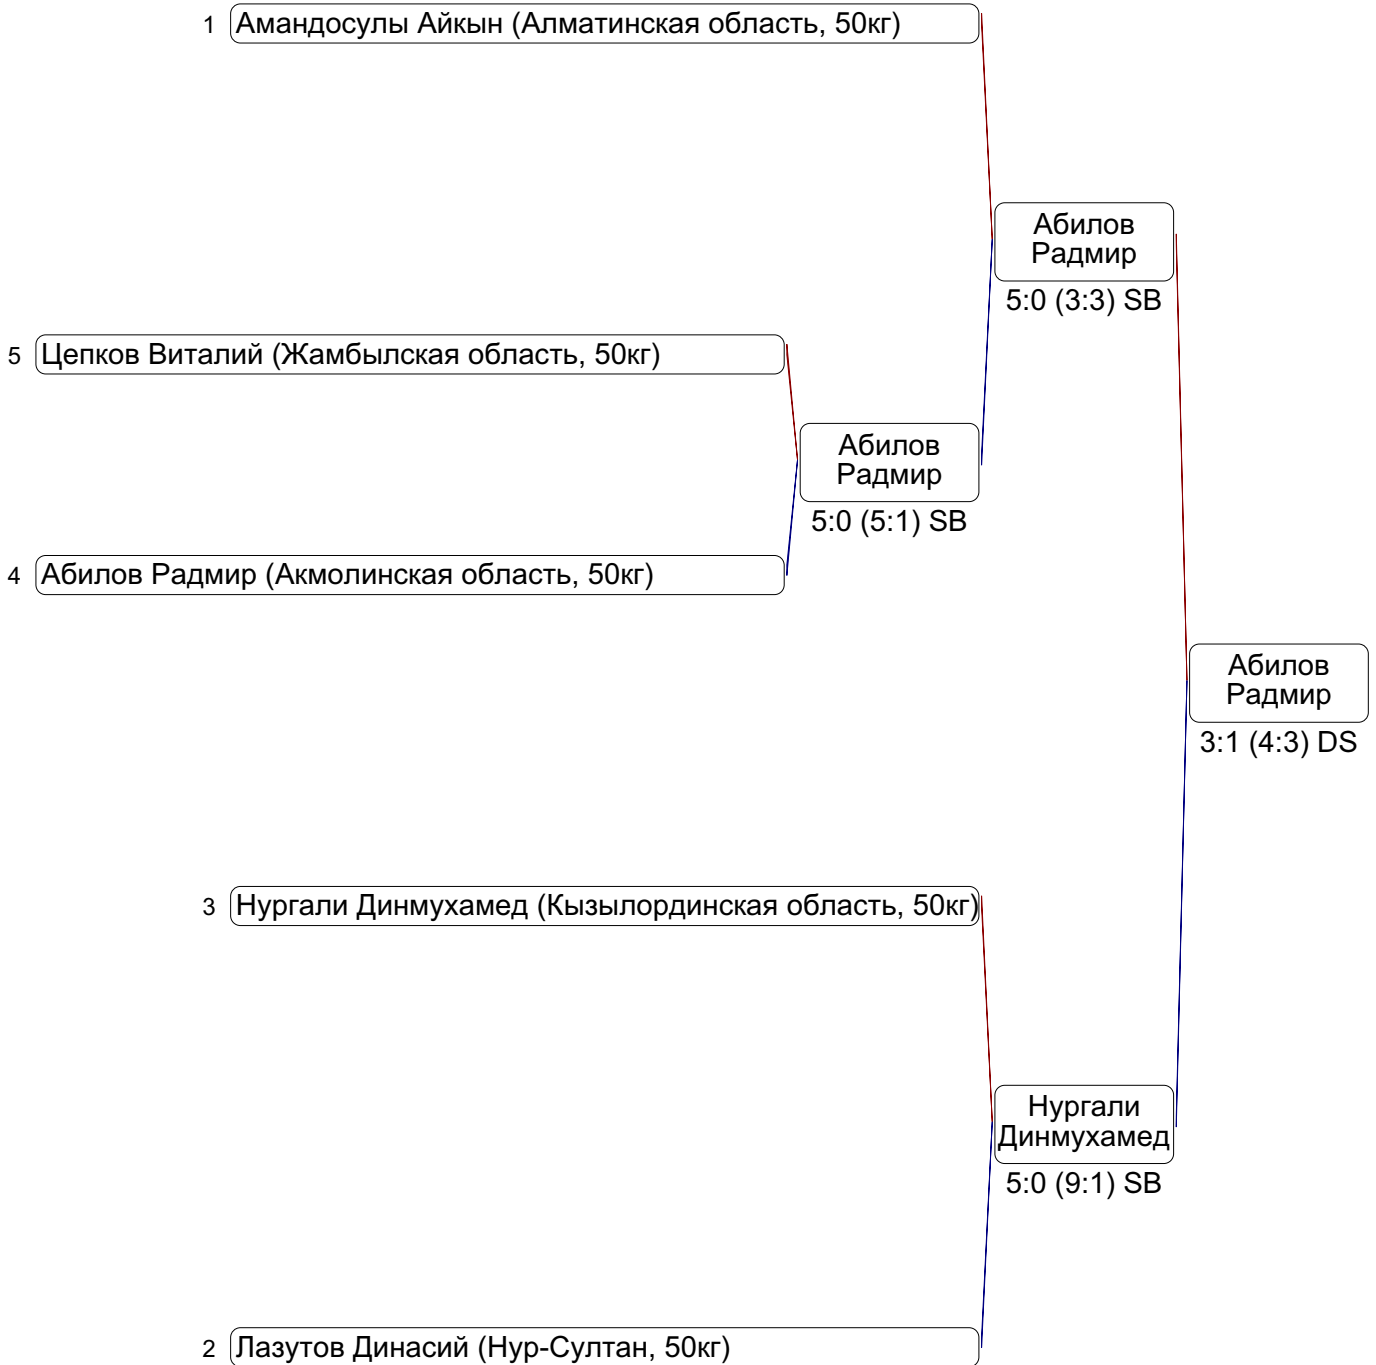 1 Амандосулы Айкын (Алматинская область, 50кг)
Абилов
Радмир
5:0 (3:3) SB
5 Цепков Виталий (Жамбылская область, 50кг)
Абилов
Радмир
5:0 (5:1) SB
4 Абилов Радмир (Акмолинская область, 50кг)
Абилов
Радмир
3:1 (4:3) DS
3 Нургали Динмухамед (Кызылординская область, 50кг)
Нургали
Динмухамед
5:0 (9:1) SB
2 Лазутов Динасий (Нур-Султан, 50кг)